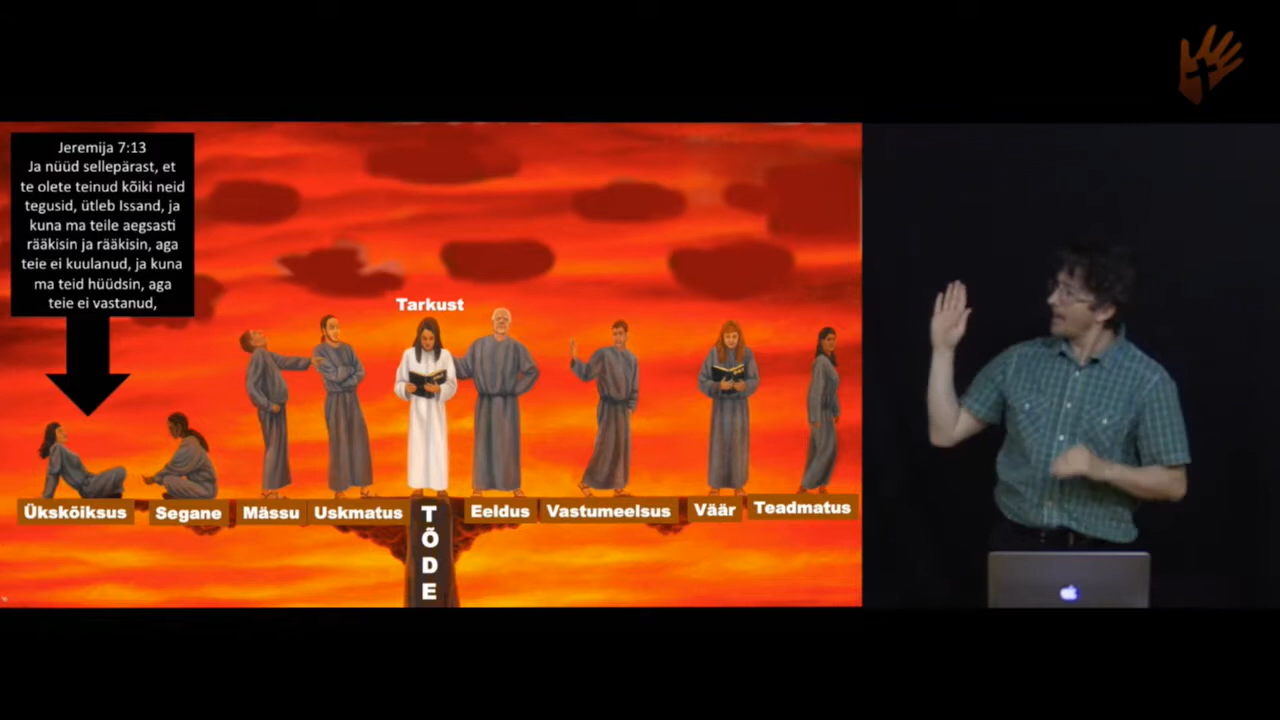 Jeremija 7:13
Ja nüüd sellepärast, et
te olete teinud kõiki neid
tegusid, ütleb Issand, ja
kuna ma teile aegsasti
rääkisin ja rääkisin, aga
teie ei kuulanud, ja kuna
ma teid hüüdsin, aga
teie ei vastanud,
Tarkust
Ükskõiksus
Segane
Mässu
Uskmatus
TÕDE
Eeldus
Vastumeelsus
Väär
Teadmatus